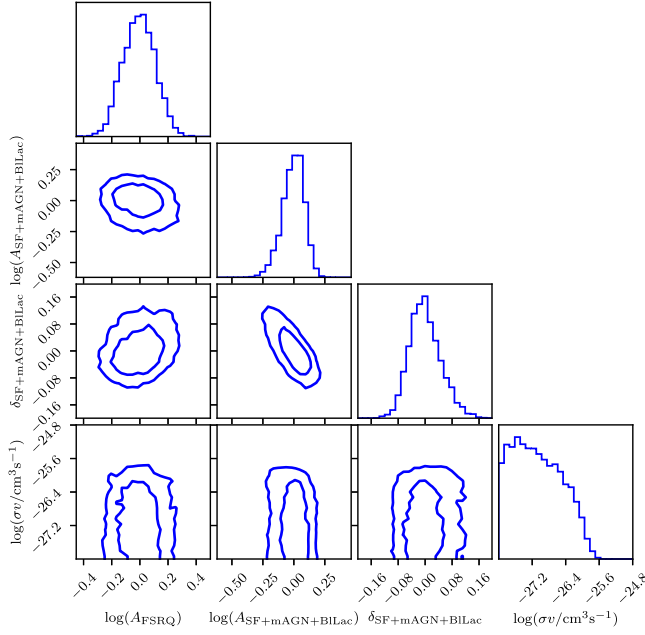 log(A_SF+mAGN+BlLac)
0.25
0.00
−0.25
−0.50
δ_SF+mAGN+BlLac
0.16
0.08
0.00
−0.08
−0.16
log(σv/cm³s⁻¹)
−24.8
−25.6
−26.4
−27.2
−0.4 −0.2 0.0 0.2 0.4
−0.50 −0.25 0.00 0.25
−0.16 −0.08 0.00 0.08 0.16
−27.2 −26.4 −25.6 −24.8
log(A_FSRQ) log(A_SF+mAGN+BlLac) δ_SF+mAGN+BlLac log(σv/cm³s⁻¹)